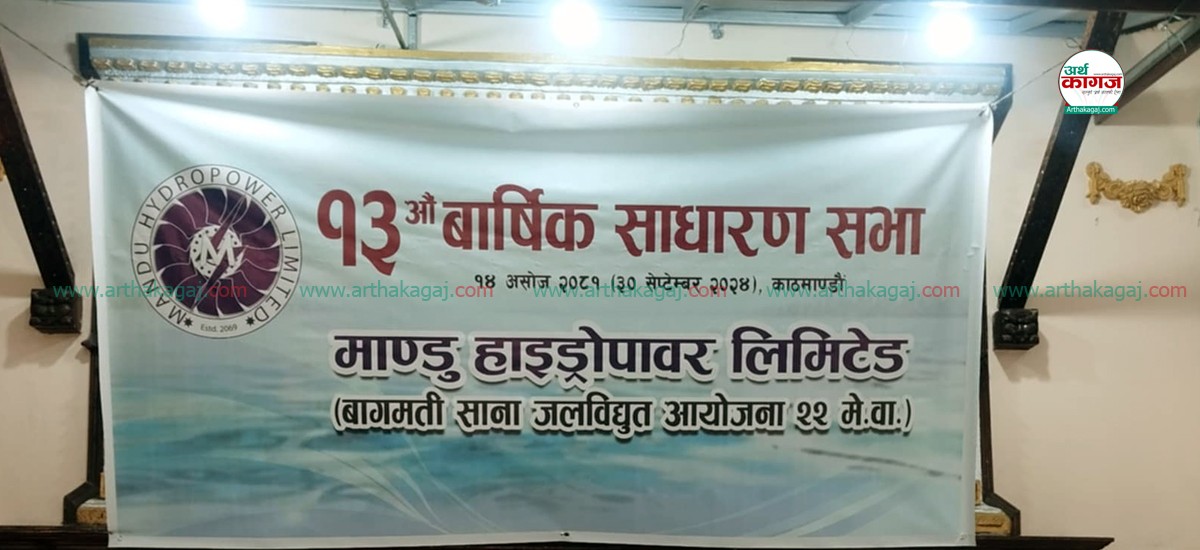 अर्थ
कागज
Arthakagaj.com
MANDU HYDROPOWER LIMITED
M
Estd. 2069
१३औं बार्षिक साधारण सभा
१४ असोज २०८१ (३० सेप्टेम्बर २०२४), काठमाण्डौं
www.arthakagaj.com www.arthakagaj.com www.arthakagaj.com www.arthakagaj.com www.arthakagaj.com
माण्डु हाइड्रोपावर लिमिटेड
(बागमती साना जलविद्युत आयोजना २२ मे.वा.)